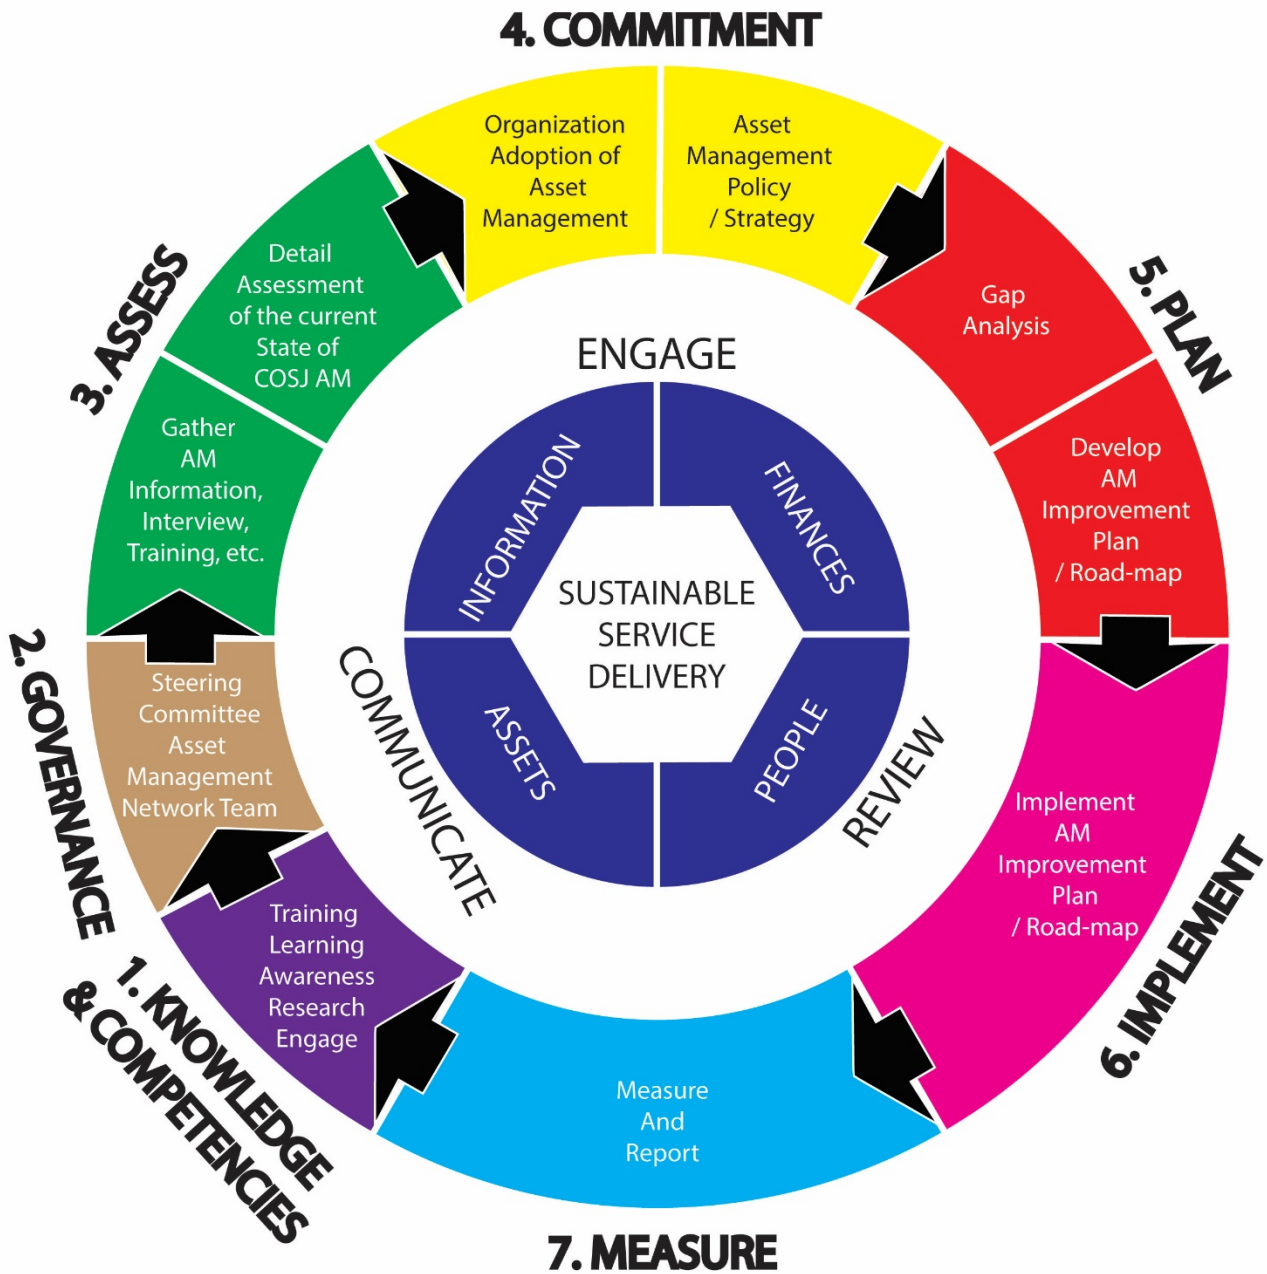 4. COMMITMENT
Organization
Adoption of
Asset
Management
Asset
Management
Policy
/ Strategy
5. PLAN
Gap
Analysis
Develop
AM
Improvement
Plan
/ Road-map
6. IMPLEMENT
Implement
AM
Improvement
Plan
/ Road-map
7. MEASURE
Measure
And
Report
1. KNOWLEDGE
& COMPETENCIES
Training
Learning
Awareness
Research
Engage
2. GOVERNANCE
Steering
Committee
Asset
Management
Network Team
3. ASSESS
Gather
AM
Information,
Interview,
Training, etc.
Detail
Assessment
of the current
State of
COSJ AM
ENGAGE
REVIEW
COMMUNICATE
INFORMATION
FINANCES
PEOPLE
ASSETS
SUSTAINABLE
SERVICE
DELIVERY